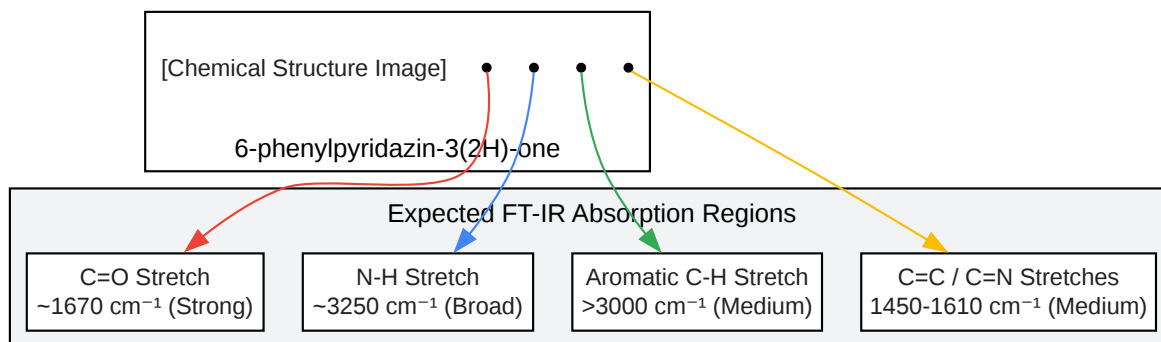 [Chemical Structure Image]
6-phenylpyridazin-3(2H)-one
Expected FT-IR Absorption Regions
C=O Stretch
~1670 cm⁻¹ (Strong)
N-H Stretch
~3250 cm⁻¹ (Broad)
Aromatic C-H Stretch
>3000 cm⁻¹ (Medium)
C=C / C=N Stretches
1450-1610 cm⁻¹ (Medium)